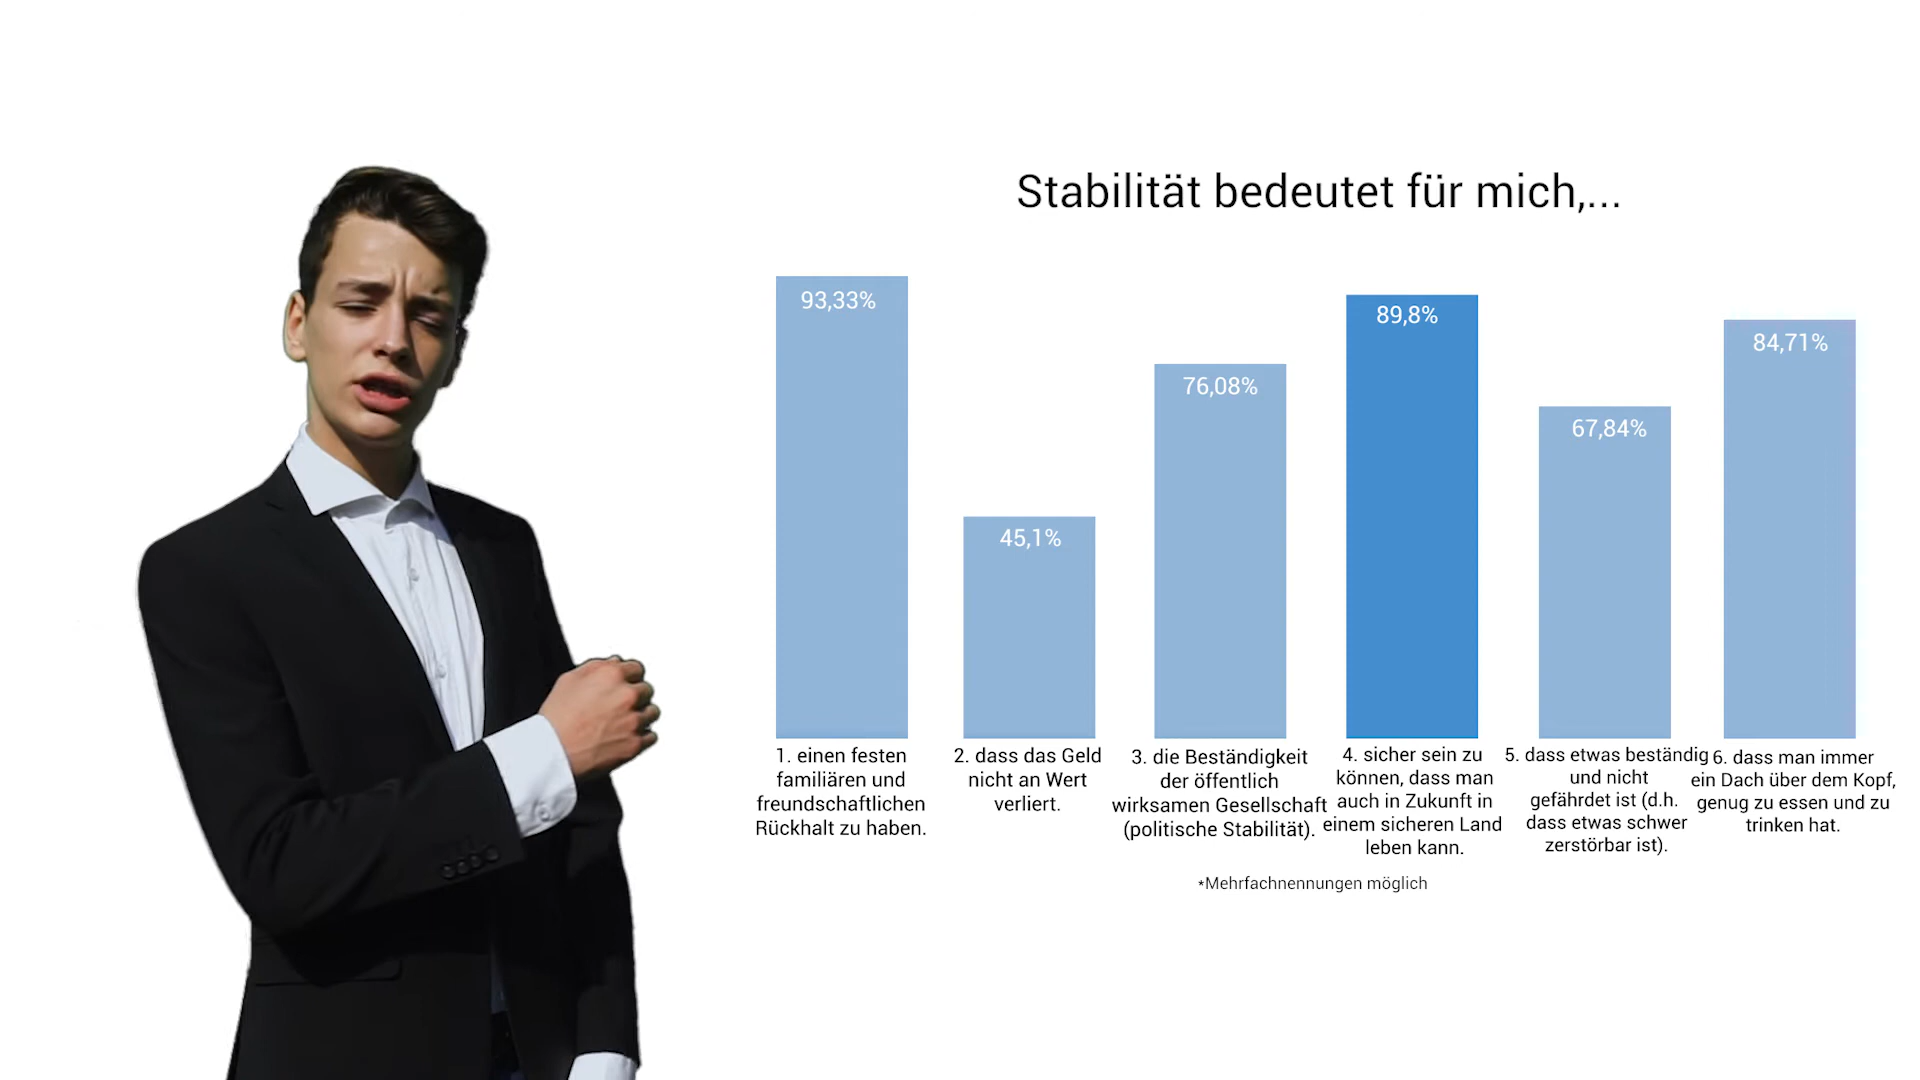 Stabilität bedeutet für mich,...
93,33%
45,1%
76,08%
89,8%
67,84%
84,71%
1. einen festen
familiären und
freundschaftlichen
Rückhalt zu haben.
2. dass das Geld
nicht an Wert
verliert.
3. die Beständigkeit
der öffentlich
wirksamen Gesellschaft
(politische Stabilität).
4. sicher sein zu
können, dass man
auch in Zukunft in
einem sicheren Land
leben kann.
5. dass etwas beständig
und nicht
gefährdet ist (d.h.
dass etwas schwer
zerstörbar ist).
6. dass man immer
ein Dach über dem Kopf,
genug zu essen und zu
trinken hat.
*Mehrfachnennungen möglich